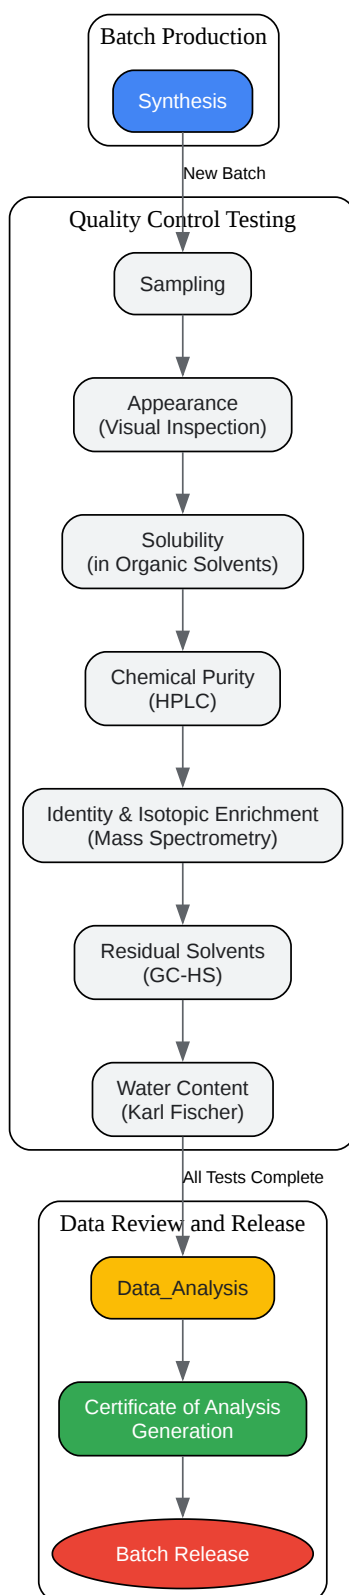 Batch Production
Synthesis
New Batch
Quality Control Testing
Sampling
Appearance
(Visual Inspection)
Solubility
(in Organic Solvents)
Chemical Purity
(HPLC)
Identity & Isotopic Enrichment
(Mass Spectrometry)
Residual Solvents
(GC-HS)
Water Content
(Karl Fischer)
All Tests Complete
Data Review and Release
Data_Analysis
Certificate of Analysis
Generation
Batch Release